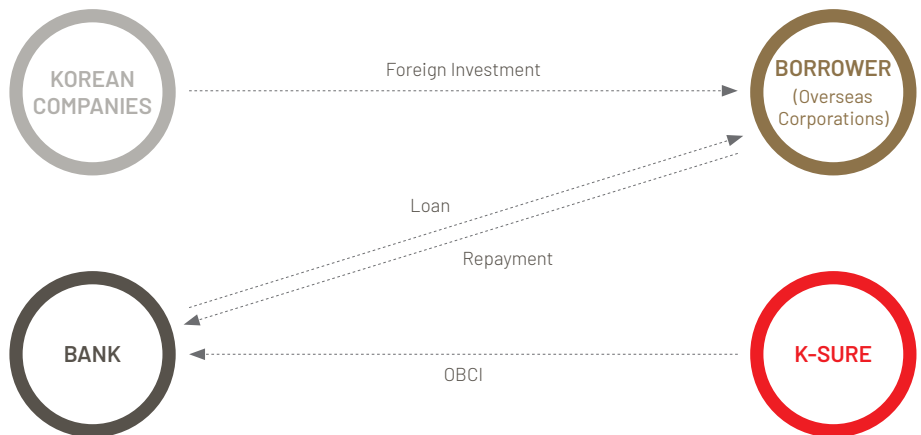 KOREAN
COMPANIES
Foreign Investment
BORROWER
(Overseas
Corporations)
Loan
Repayment
BANK
OBCI
K-SURE